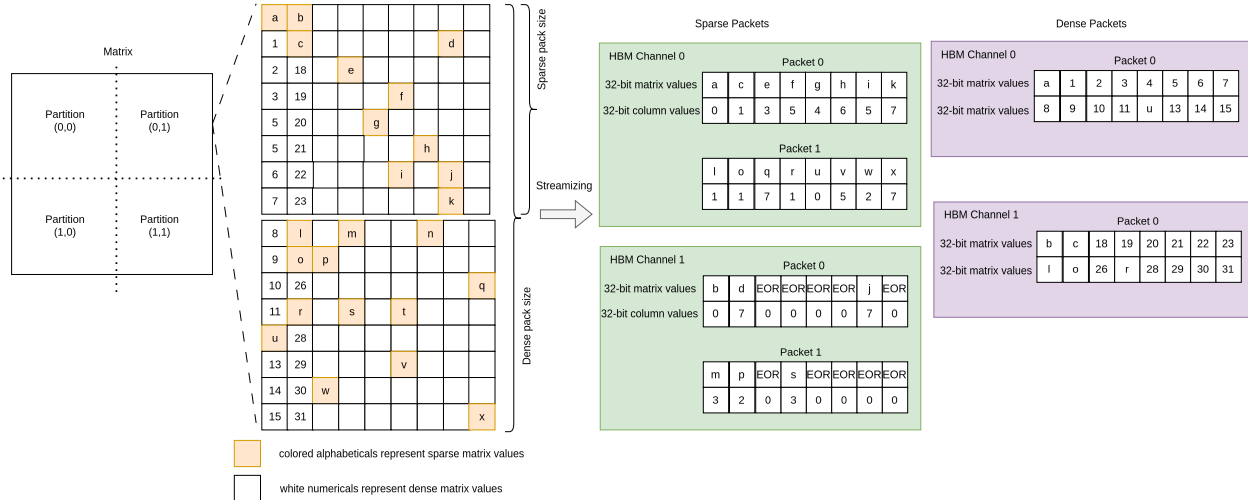 Matrix
Partition
(0,0)
Partition
(0,1)
Partition
(1,0)
Partition
(1,1)
a b
1 c d
2 18 e
3 19 f
5 20 g
5 21 h
6 22 i j
7 23 k
8 l m n
9 o p
10 26 q
11 r s t
u 28
13 29 v
14 30 w
15 31 x
Sparse pack size
Dense pack size
colored alphabeticals represent sparse matrix values
white numericals represent dense matrix values
Streamizing
Sparse Packets
HBM Channel 0
Packet 0
32-bit matrix values a c e f g h i k
32-bit column values 0 1 3 5 4 6 5 7
Packet 1
l o q r u v w x
1 1 7 1 0 5 2 7
HBM Channel 1
Packet 0
32-bit matrix values b d EOR EOR EOR EOR j EOR
32-bit column values 0 7 0 0 0 0 7 0
Packet 1
m p EOR s EOR EOR EOR EOR
3 2 0 3 0 0 0 0
Dense Packets
HBM Channel 0
Packet 0
32-bit matrix values a 1 2 3 4 5 6 7
32-bit matrix values 8 9 10 11 u 13 14 15
HBM Channel 1
Packet 0
32-bit matrix values b c 18 19 20 21 22 23
32-bit matrix values l o 26 r 28 29 30 31